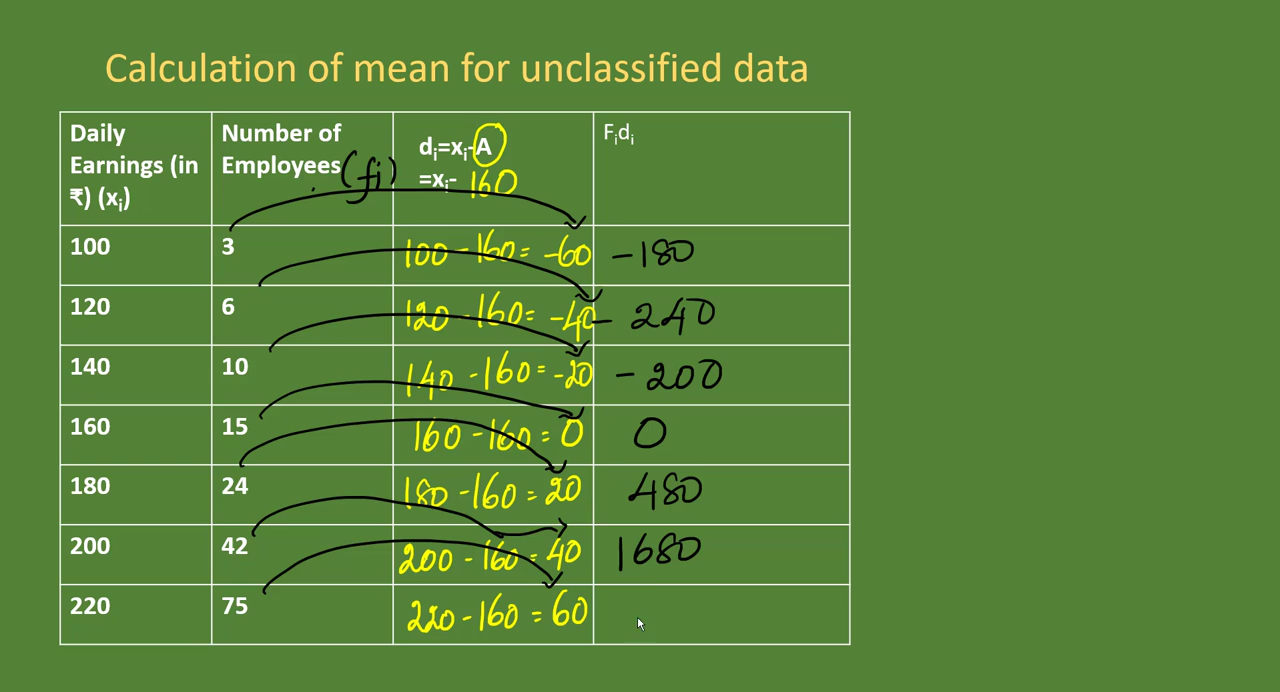 Calculation of mean for unclassified data
Daily Earnings (in ₹) (xi)
Number of Employees (fi)
di=xi-A
=xi- 160
Fidi
100 3 100 - 160 = -60 -180
120 6 120 - 160 = -40 - 240
140 10 140 - 160 = -20 - 200
160 15 160 - 160 = 0 0
180 24 180 - 160 = 20 480
200 42 200 - 160 = 40 1680
220 75 220 - 160 = 60